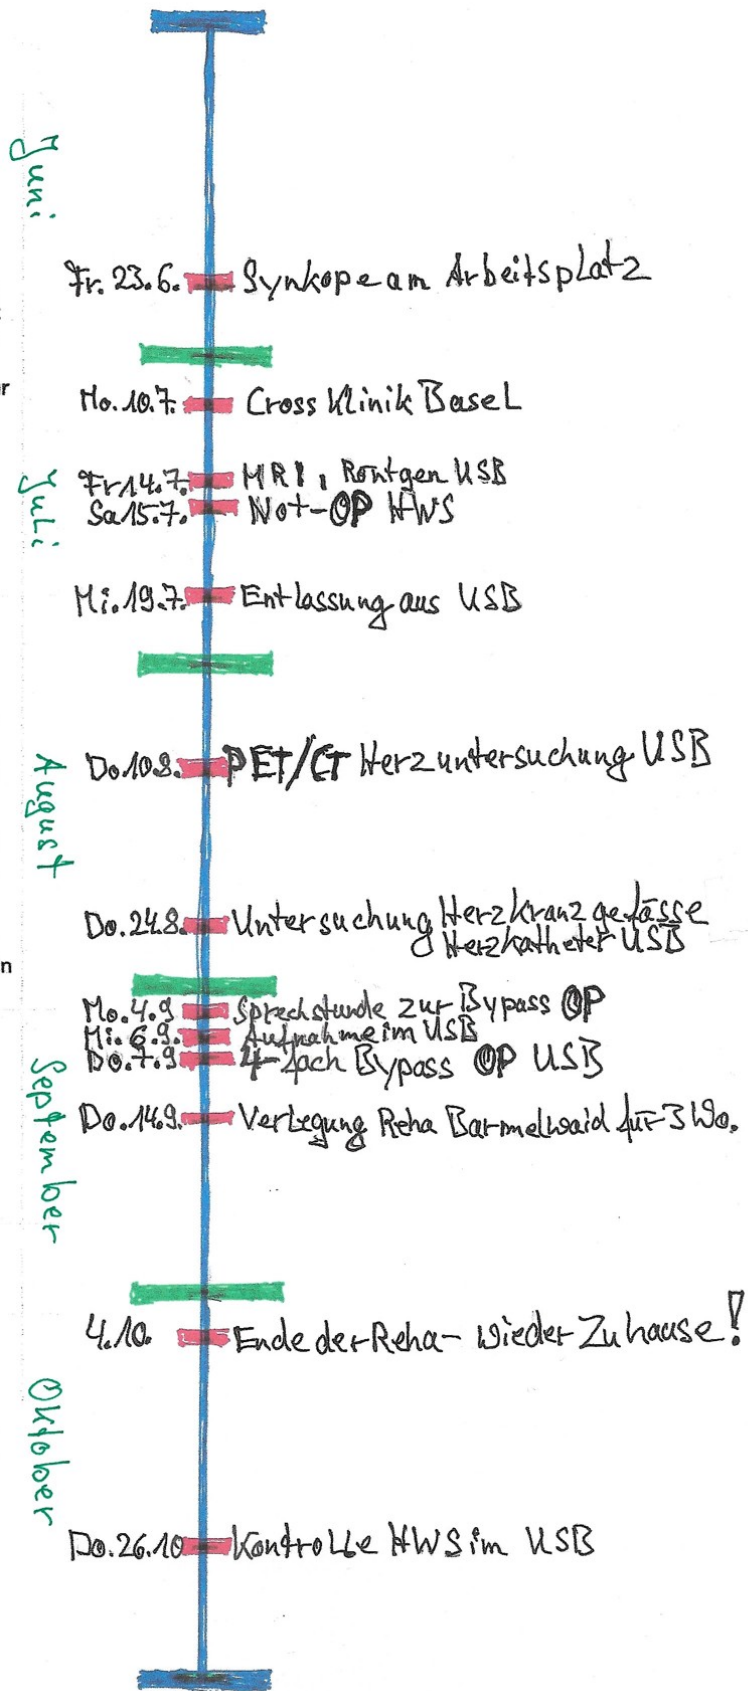 Juni
Fr. 23.6. Synkope am Arbeitsplatz
r
Mo. 10.7. Cross Klinik Basel
Juli
Fr 14.7. MRI, Röntgen USB
Sa 15.7. Not-OP HWS
Mi. 19.7. Entlassung aus USB
August
Do 10.8. PET/CT Herzuntersuchung USB
Do. 24.8. Untersuchung Herzkranzgefässe
Herzkatheter USB
n
Mo. 4.9 Sprechstunde zur Bypass OP
Mi. 6.9. Aufnahme im USB
Do. 7.9 4-fach Bypass OP USB
September
Do. 14.9. Verlegung Reha Barmelwaid für 3 Wo.
4.10. Ende der Reha - wieder Zuhause!
Oktober
Do. 26.10 Kontrolle HWS im USB